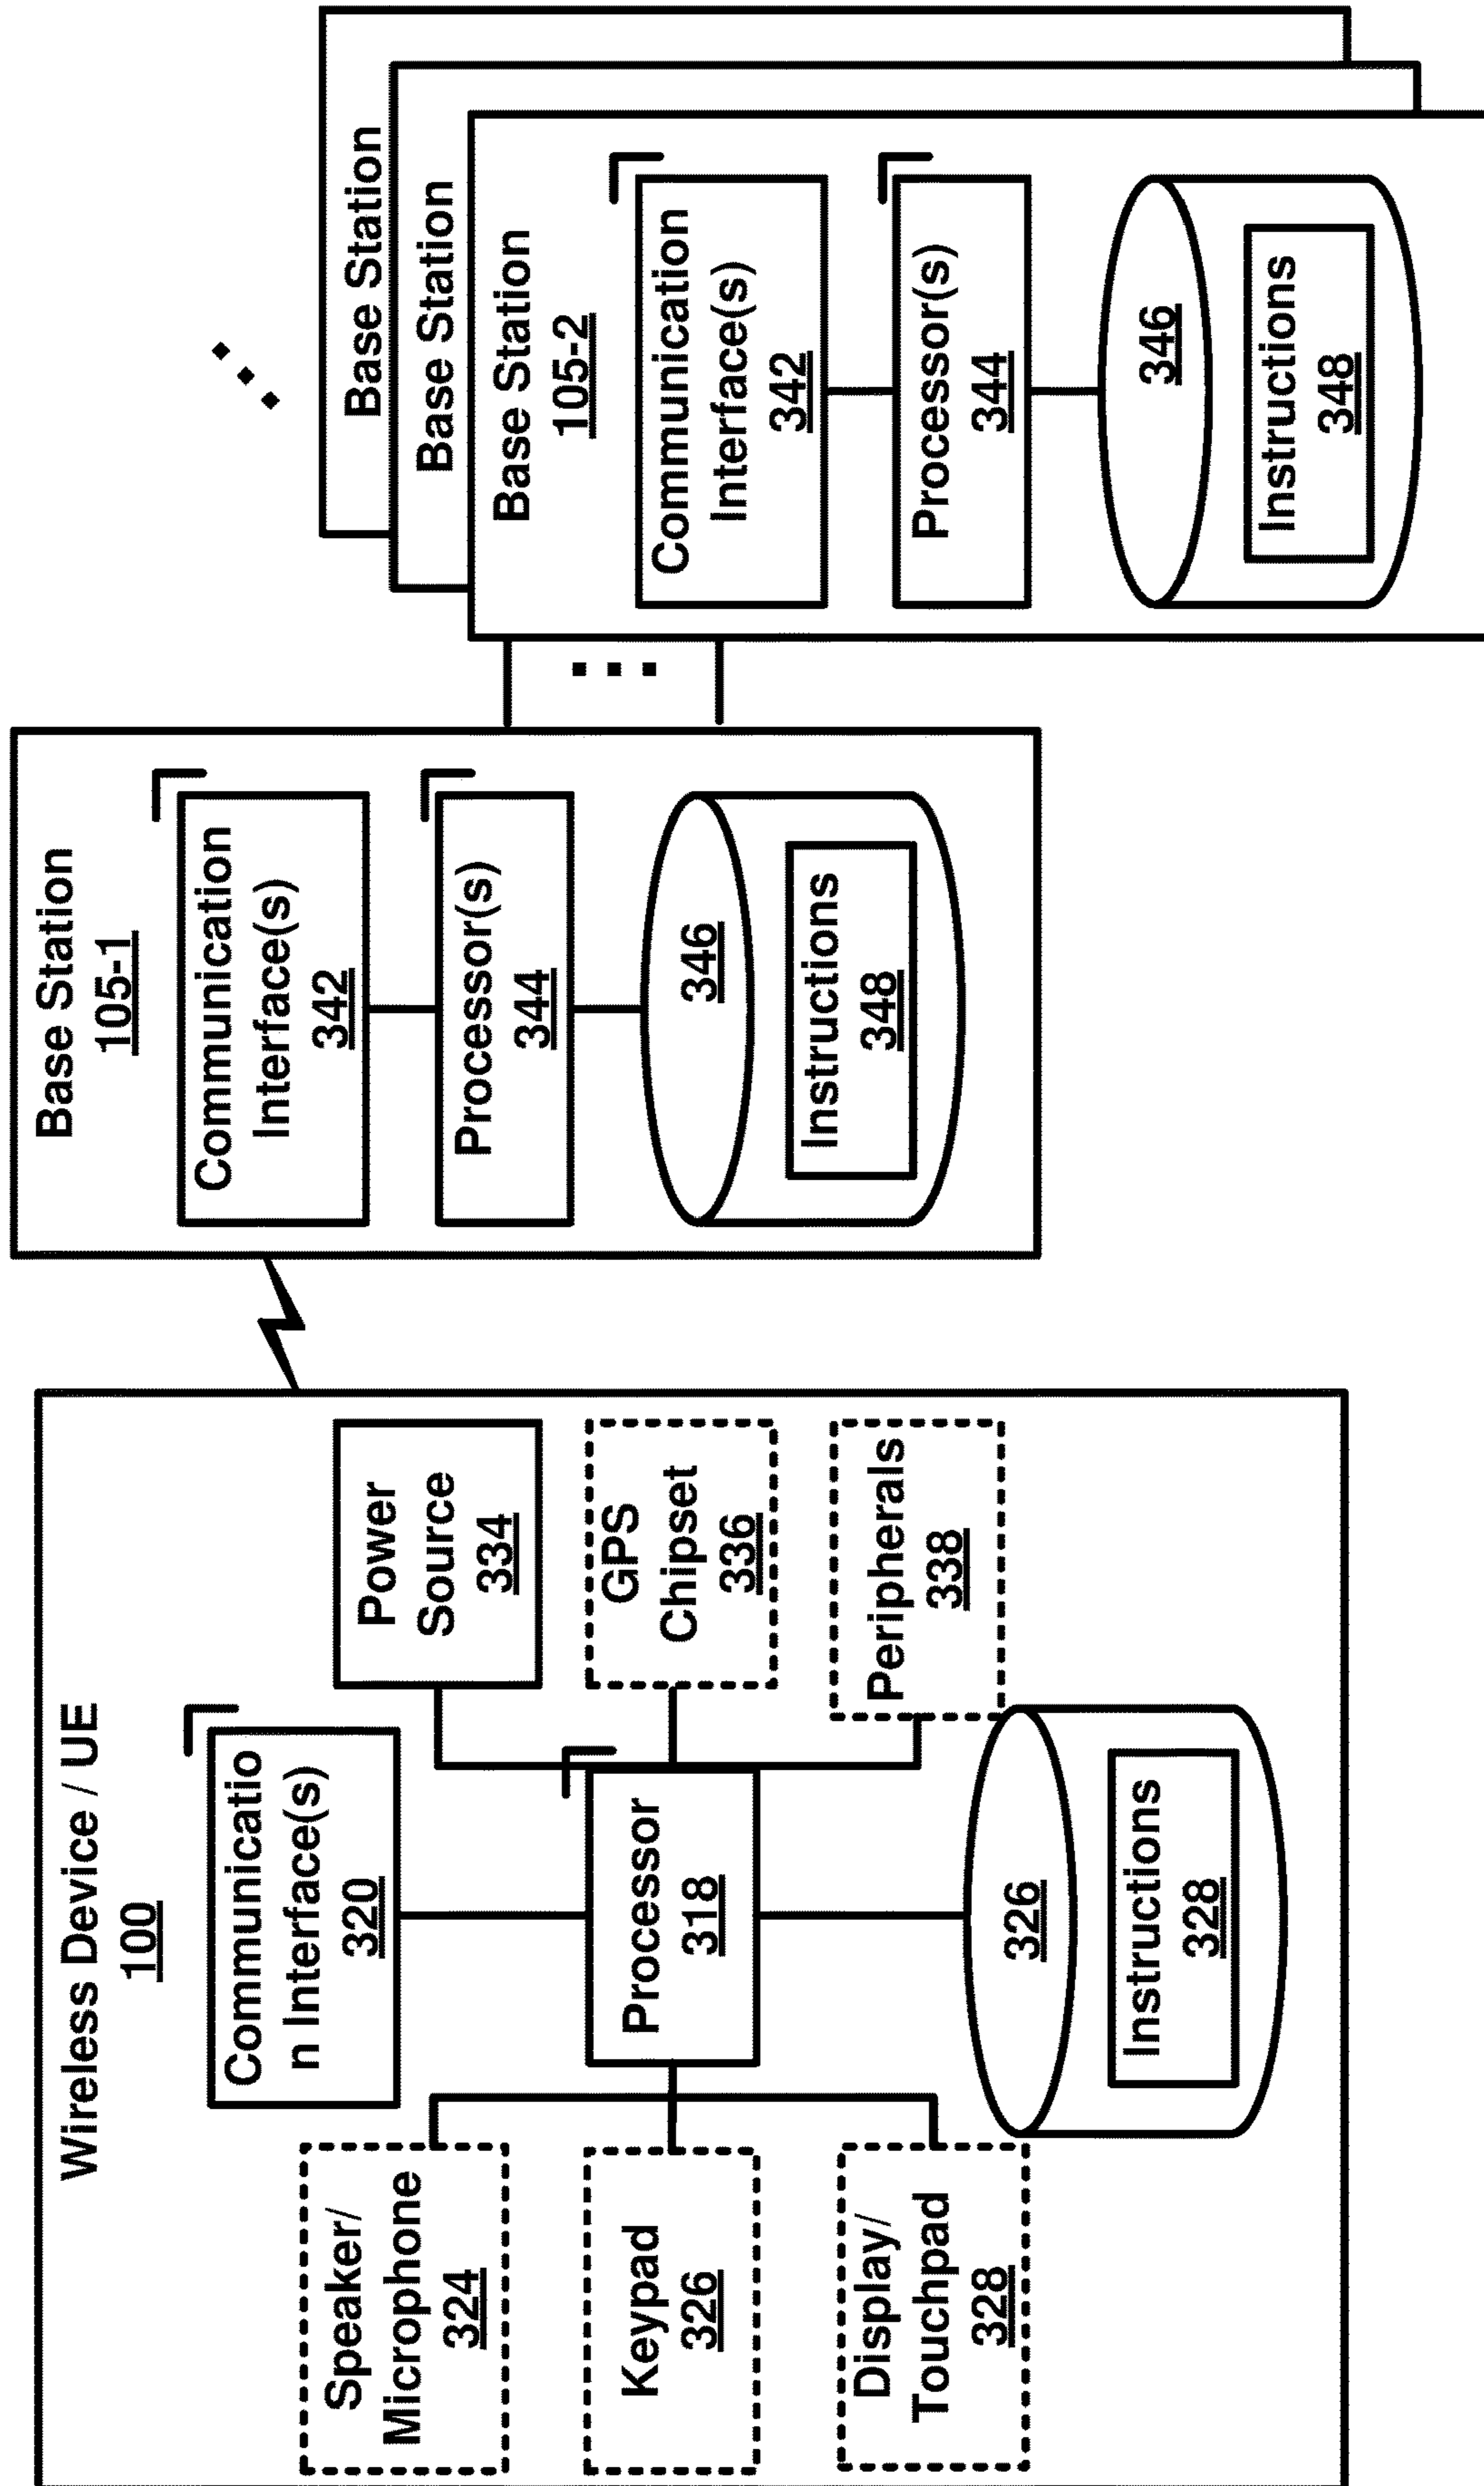 Wireless Device / UE
100
Communicatio
n Interface(s)
320
Speaker/
Microphone
324
Power
Source
334
Processor
318
Keypad
326
GPS
Chipset
336
Display/
Touchpad
328
Peripherals
338
326
Instructions
328
Base Station
105-1
Communication
Interface(s)
342
Processor(s)
344
346
Instructions
348
Base Station
Base Station
Base Station
105-2
Communication
Interface(s)
342
Processor(s)
344
346
Instructions
348